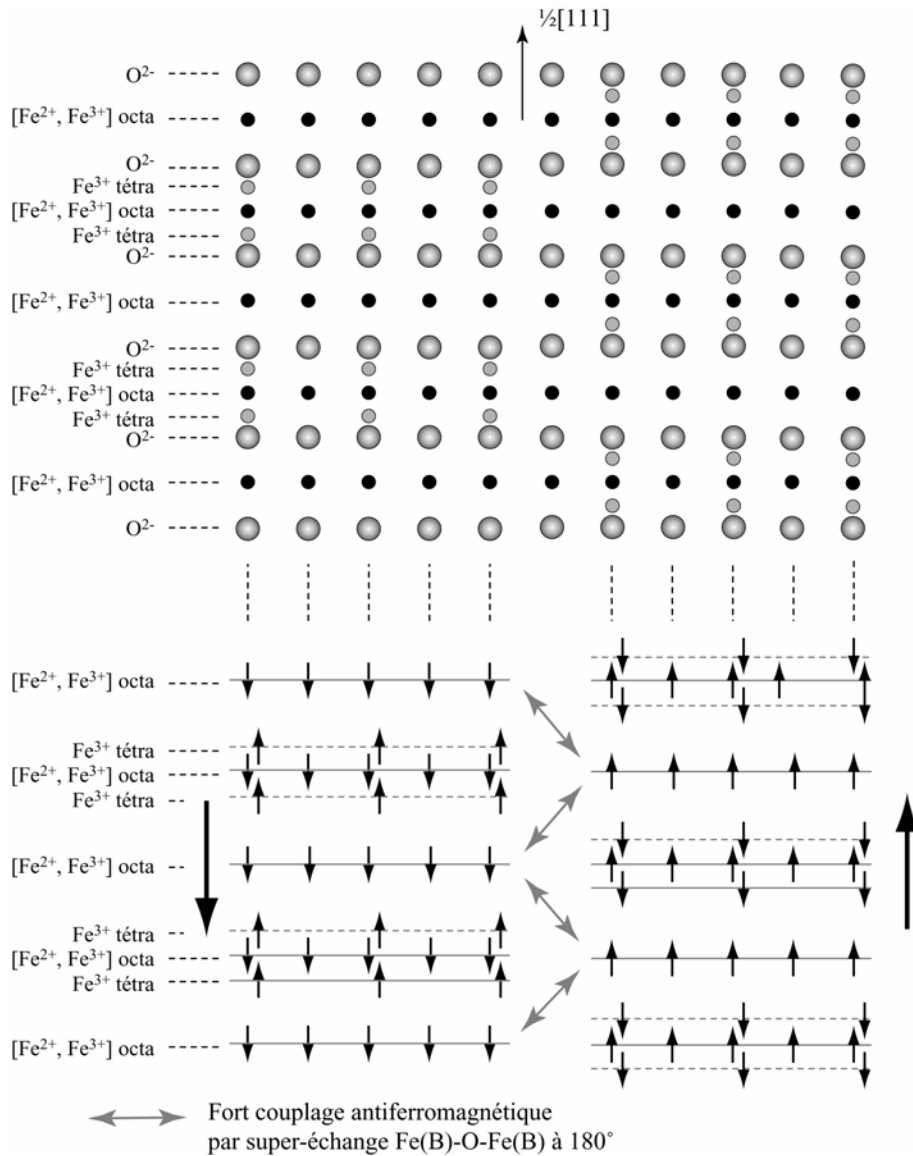 ½[111]
O²⁻
[Fe²⁺, Fe³⁺] octa
O²⁻
Fe³⁺ tétra
[Fe²⁺, Fe³⁺] octa
Fe³⁺ tétra
O²⁻
[Fe²⁺, Fe³⁺] octa
O²⁻
Fe³⁺ tétra
[Fe²⁺, Fe³⁺] octa
Fe³⁺ tétra
O²⁻
[Fe²⁺, Fe³⁺] octa
O²⁻
[Fe²⁺, Fe³⁺] octa
Fe³⁺ tétra
[Fe²⁺, Fe³⁺] octa
Fe³⁺ tétra
[Fe²⁺, Fe³⁺] octa
Fe³⁺ tétra
[Fe²⁺, Fe³⁺] octa
Fe³⁺ tétra
[Fe²⁺, Fe³⁺] octa
Fort couplage antiferromagnétique
par super-échange Fe(B)-O-Fe(B) à 180°